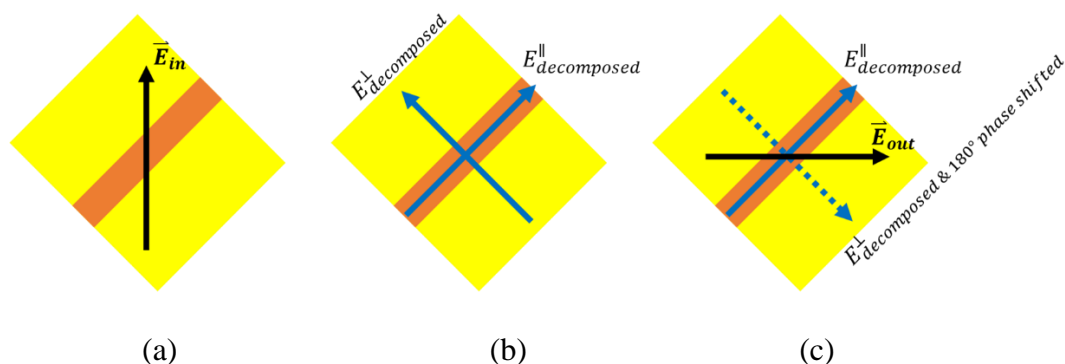 E⃗in
E⊥decomposed
E∥decomposed
E∥decomposed
E⃗out
E⊥decomposed & 180° phase shifted
(a) (b) (c)